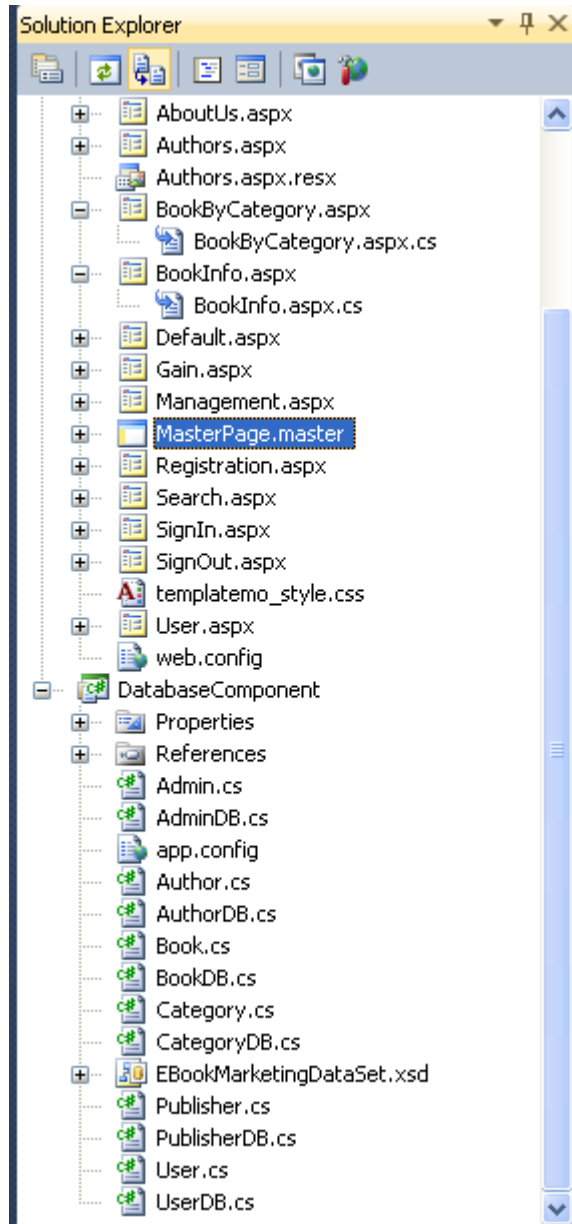 Solution Explorer
AboutUs.aspx
Authors.aspx
Authors.aspx.resx
BookByCategory.aspx
BookByCategory.aspx.cs
BookInfo.aspx
BookInfo.aspx.cs
Default.aspx
Gain.aspx
Management.aspx
MasterPage.master
Registration.aspx
Search.aspx
SignIn.aspx
SignOut.aspx
templatemo_style.css
User.aspx
web.config
DatabaseComponent
Properties
References
Admin.cs
AdminDB.cs
app.config
Author.cs
AuthorDB.cs
Book.cs
BookDB.cs
Category.cs
CategoryDB.cs
EBookMarketingDataSet.xsd
Publisher.cs
PublisherDB.cs
User.cs
UserDB.cs